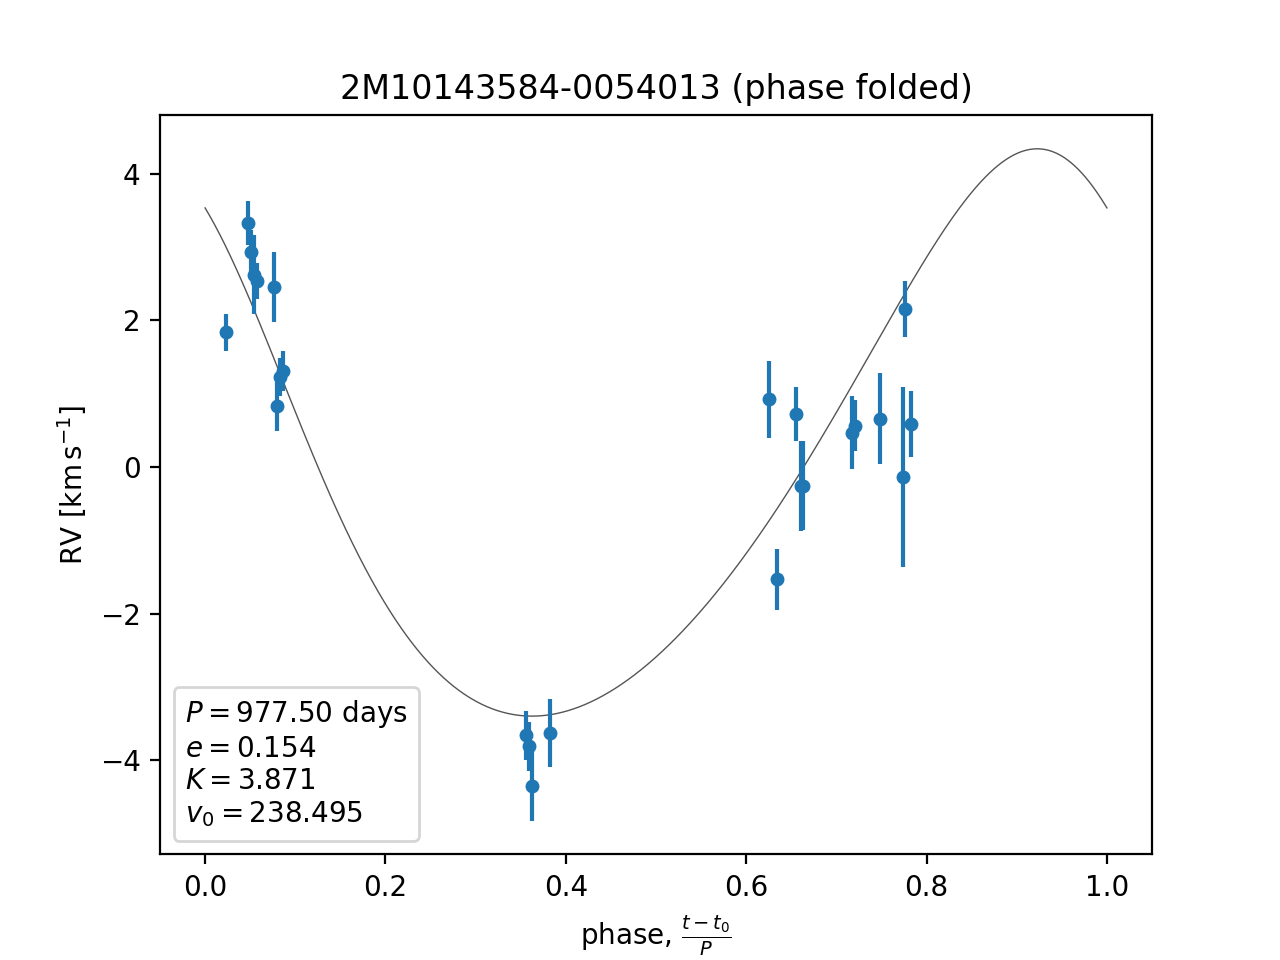 2M10143584-0054013 (phase folded)
RV [km s⁻¹]
4
2
0
−2
−4
P = 977.50 days
e = 0.154
K = 3.871
v₀ = 238.495
0.0 0.2 0.4 0.6 0.8 1.0
phase, (t − t₀)/P